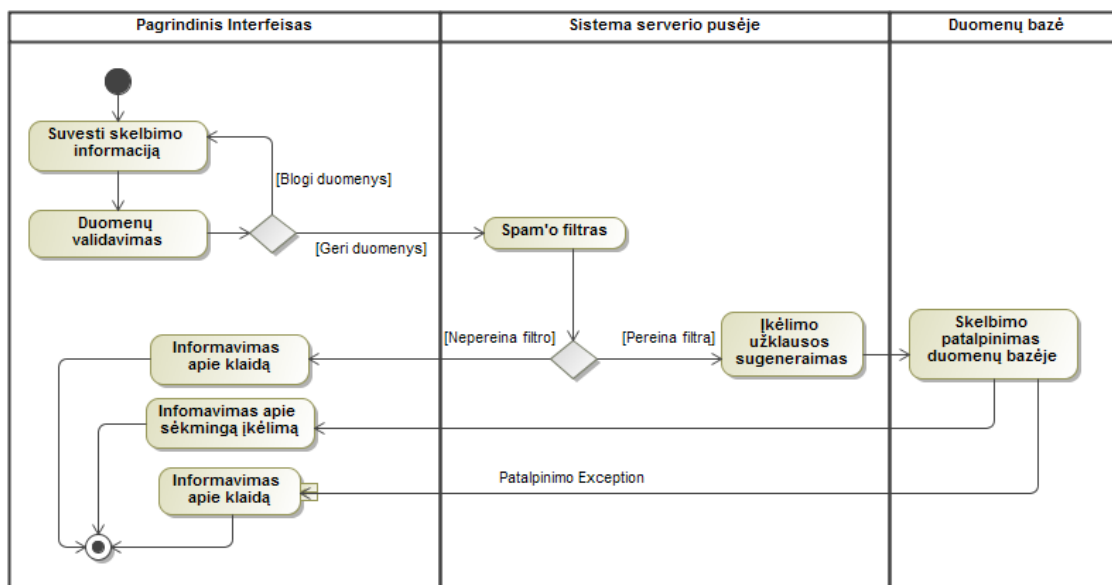 Pagrindinis Interfeisas
Sistema serverio pusėje
Duomenų bazė
Suvesti skelbimo
informaciją
[Blogi duomenys]
Duomenų
validavimas
[Geri duomenys]
Spam'o filtras
[Nepereina filtro]
[Pereina filtrą]
Įkėlimo
užklausos
sugeneraimas
Skelbimo
patalpinimas
duomenų bazėje
Informavimas
apie klaidą
Infomavimas apie
sėkmingą įkėlimą
Patalpinimo Exception
Informavimas
apie klaidą